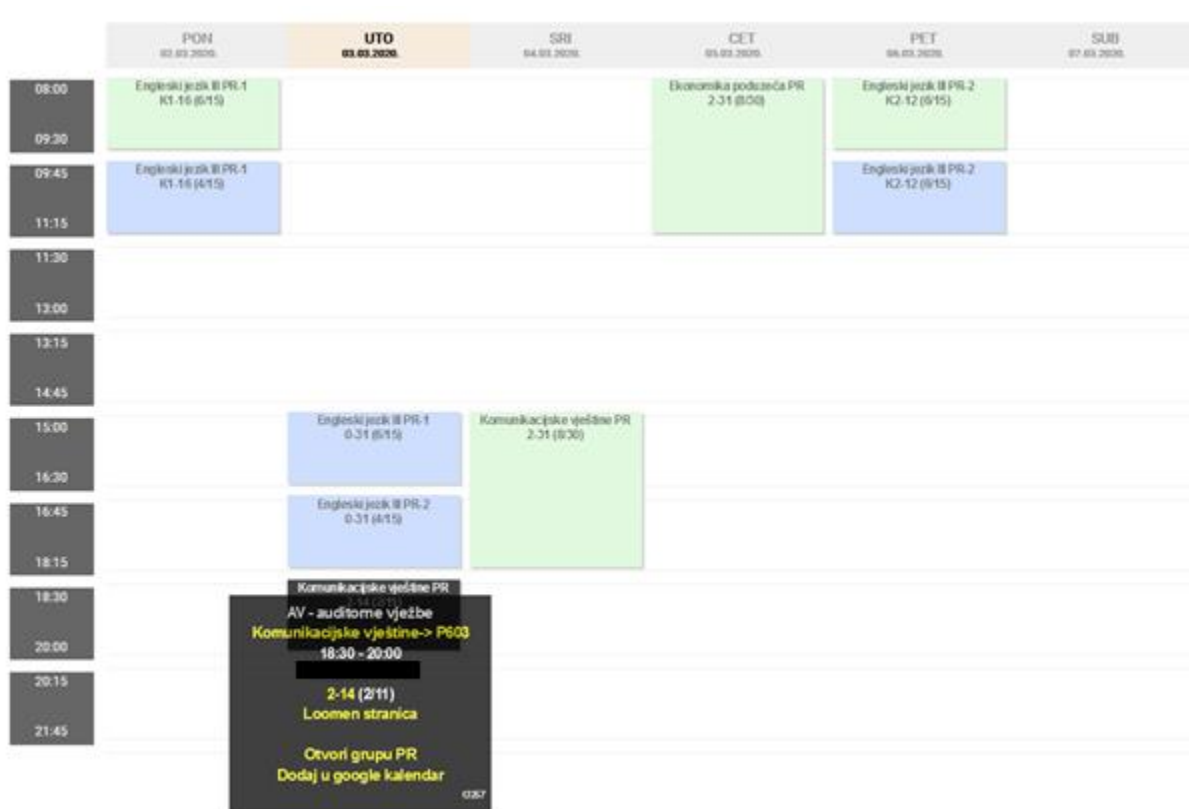 PON
02.03.2020.
UTO
03.03.2020.
SRI
04.03.2020.
CET
05.03.2020.
PET
06.03.2020.
SUB
07.03.2020.
08:00
09:30
09:45
11:15
11:30
13:00
13:15
14:45
15:00
16:30
16:45
18:15
18:30
20:00
20:15
21:45
Engleski jezik III PR-1
K1-16 (6/15)
Engleski jezik III PR-1
K1-16 (4/15)
Engleski jezik III PR-1
0-31 (6/15)
Engleski jezik III PR-2
0-31 (4/15)
Komunikacijske vještine PR
AV - auditorne vježbe
Komunikacijske vještine-> P603
18:30 - 20:00
2-14 (2/11)
Loomen stranica
Otvori grupu PR
Dodaj u google kalendar
Komunikacijske vještine PR
2-31 (8/30)
Ekonomika poduzeća PR
2-31 (8/30)
Engleski jezik III PR-2
K2-12 (6/15)
Engleski jezik III PR-2
K2-12 (6/15)